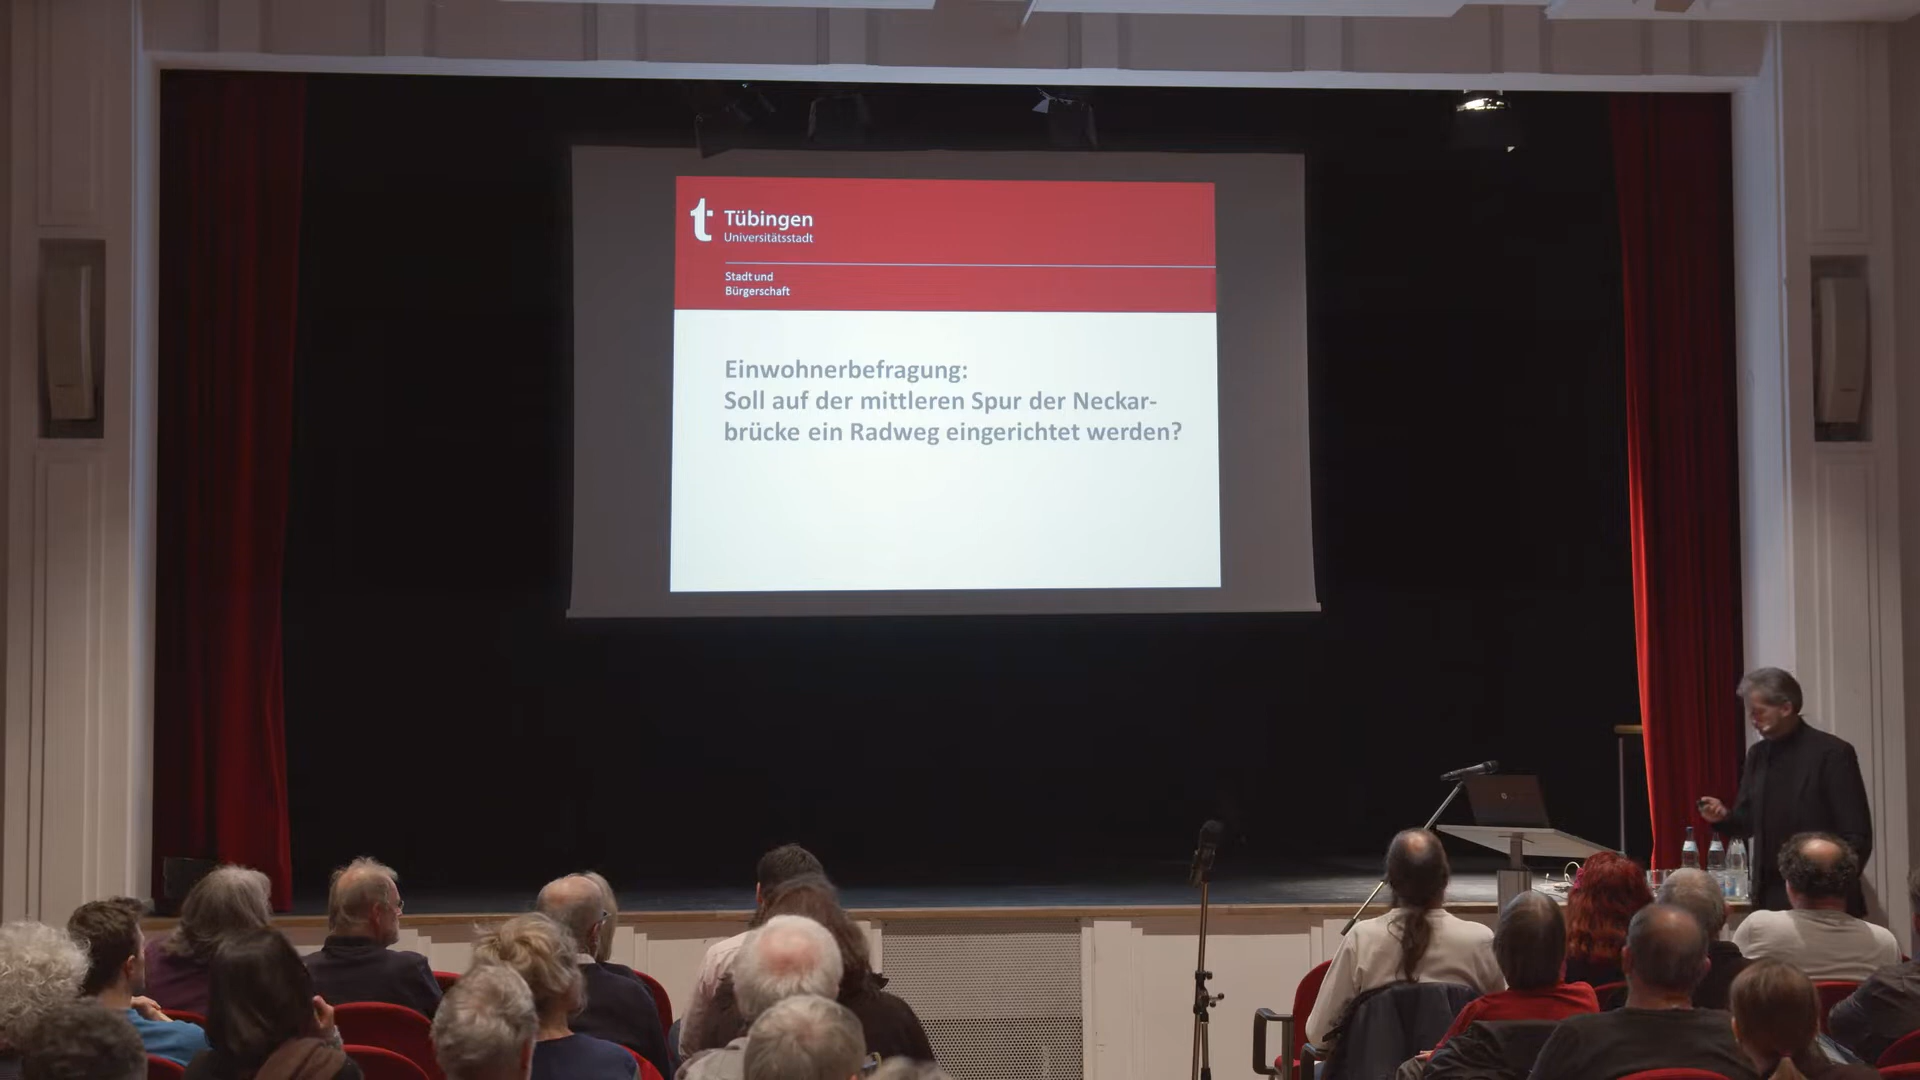 Tübingen
Universitätsstadt
Stadt und
Bürgerschaft
Einwohnerbefragung:
Soll auf der mittleren Spur der Neckar-
brücke ein Radweg eingerichtet werden?